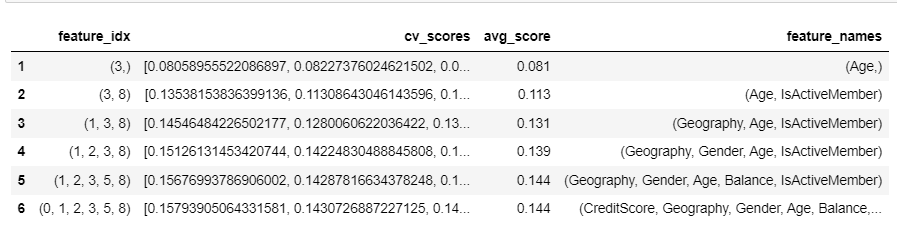 feature_idx cv_scores avg_score feature_names
1 (3,) [0.08058955522086897, 0.08227376024621502, 0.0... 0.081 (Age,)
2 (3, 8) [0.13538153836399136, 0.11308643046143596, 0.1... 0.113 (Age, IsActiveMember)
3 (1, 3, 8) [0.14546484226502177, 0.1280060622036422, 0.13... 0.131 (Geography, Age, IsActiveMember)
4 (1, 2, 3, 8) [0.15126131453420744, 0.14224830488845808, 0.1... 0.139 (Geography, Gender, Age, IsActiveMember)
5 (1, 2, 3, 5, 8) [0.15676993786906002, 0.14287816634378248, 0.1... 0.144 (Geography, Gender, Age, Balance, IsActiveMember)
6 (0, 1, 2, 3, 5, 8) [0.15793905064331581, 0.1430726887227125, 0.14... 0.144 (CreditScore, Geography, Gender, Age, Balance,...